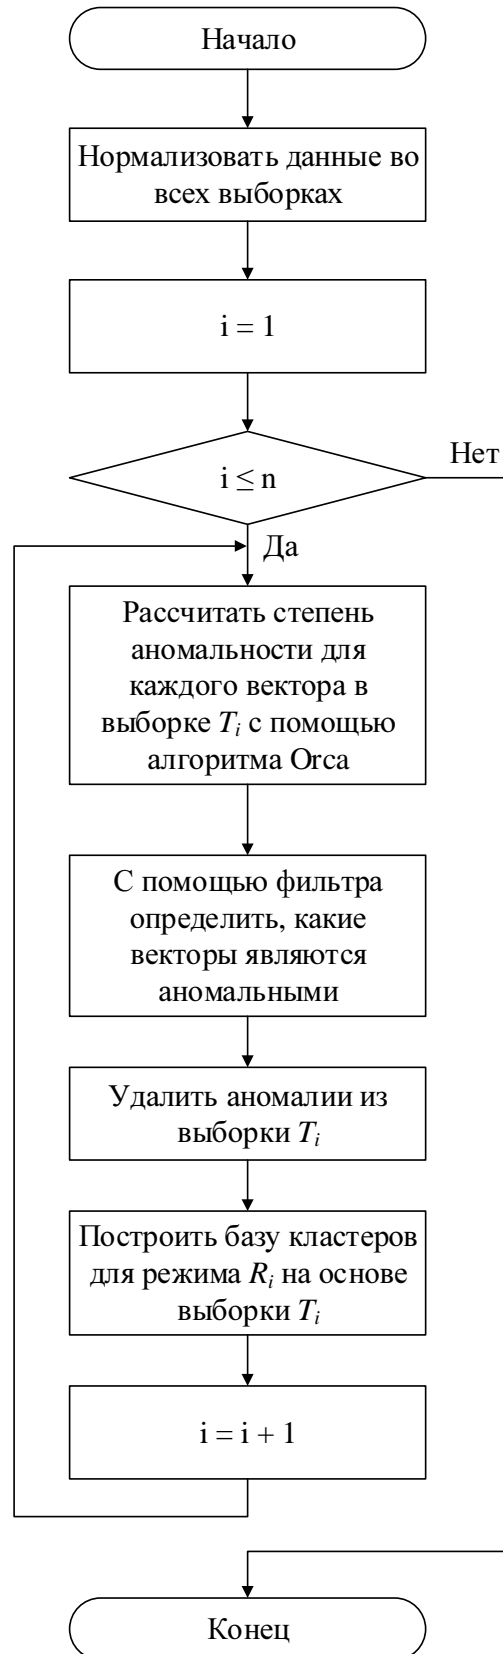 Начало
Нормализовать данные во
всех выборках
i = 1
i ≤ n
Нет
Да
Рассчитать степень
аномальности для
каждого вектора в
выборке Tᵢ с помощью
алгоритма Orca
С помощью фильтра
определить, какие
векторы являются
аномальными
Удалить аномалии из
выборки Tᵢ
Построить базу кластеров
для режима Rᵢ на основе
выборки Tᵢ
i = i + 1
Конец